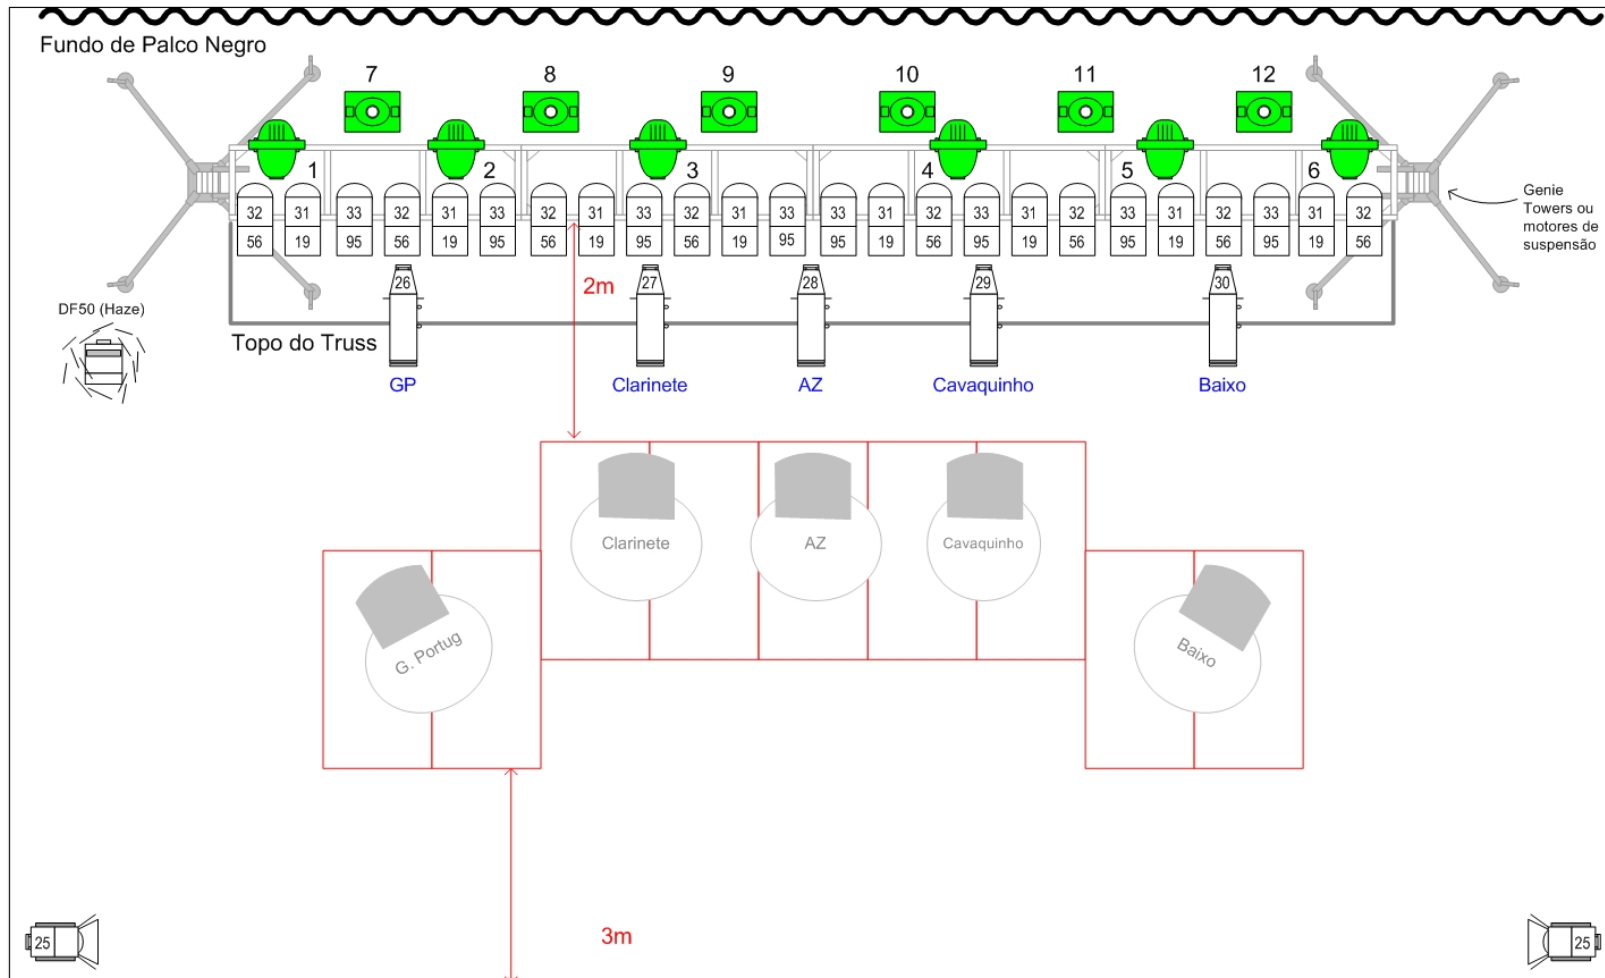 Fundo de Palco Negro
7 8 9 10 11 12
1 2 3 4 5 6
32 31 33 32 31 33 32 31 33 32 31 33 33 31 32 33 31 32 33 31 32 33 31 32
56 19 95 56 19 95 56 19 95 56 19 95 95 19 56 95 19 56 95 19 56 95 19 56
Genie
Towers ou
motores de
suspensão
26 27 28 29 30
2m
DF50 (Haze)
Topo do Truss
GP Clarinete AZ Cavaquinho Baixo
Clarinete AZ Cavaquinho
G. Portug Baixo
25 3m 25